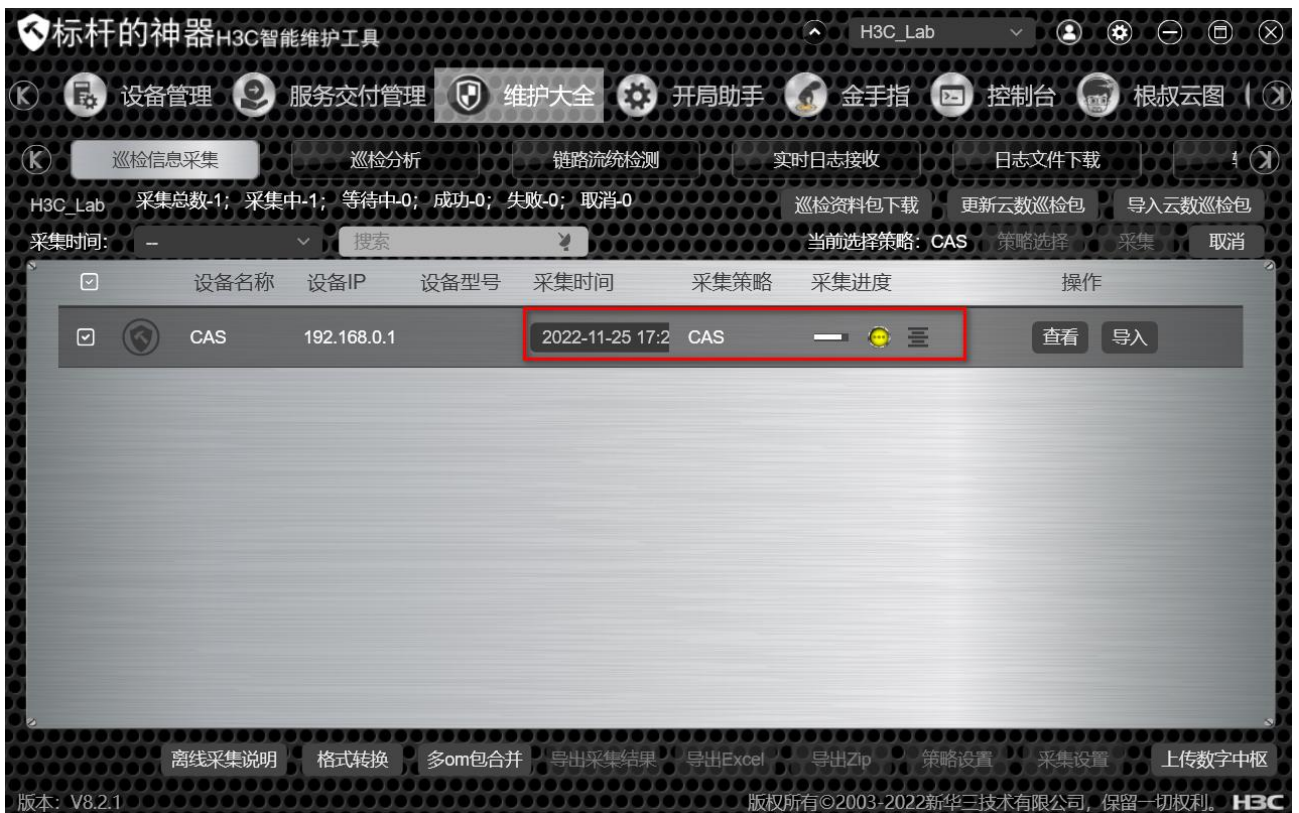 标杆的神器H3C智能维护工具 H3C_Lab
设备管理 服务交付管理 维护大全 开局助手 金手指 控制台 根叔云图
巡检信息采集 巡检分析 链路流统检测 实时日志接收 日志文件下载
H3C_Lab 采集总数-1; 采集中-1; 等待中-0; 成功-0; 失败-0; 取消-0 巡检资料包下载 更新云数巡检包 导入云数巡检包
采集时间: -- 搜索 当前选择策略: CAS 策略选择 采集 取消
设备名称 设备IP 设备型号 采集时间 采集策略 采集进度 操作
CAS 192.168.0.1 2022-11-25 17:2 CAS 查看 导入
离线采集说明 格式转换 多om包合并 导出采集结果 导出Excel 导出Zip 策略设置 采集设置 上传数字中枢
版本: V8.2.1 版权所有©2003-2022新华三技术有限公司, 保留一切权利。 H3C